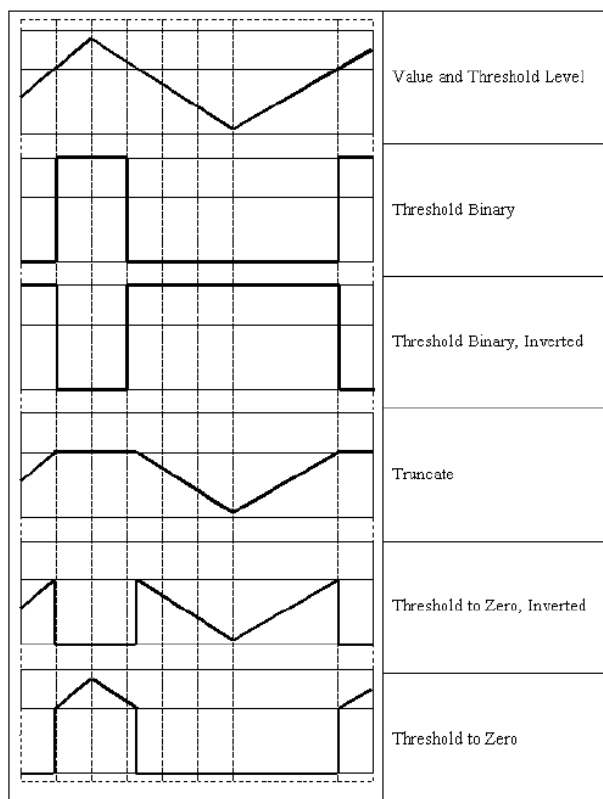 Value and Threshold Level
Threshold Binary
Threshold Binary, Inverted
Truncate
Threshold to Zero, Inverted
Threshold to Zero